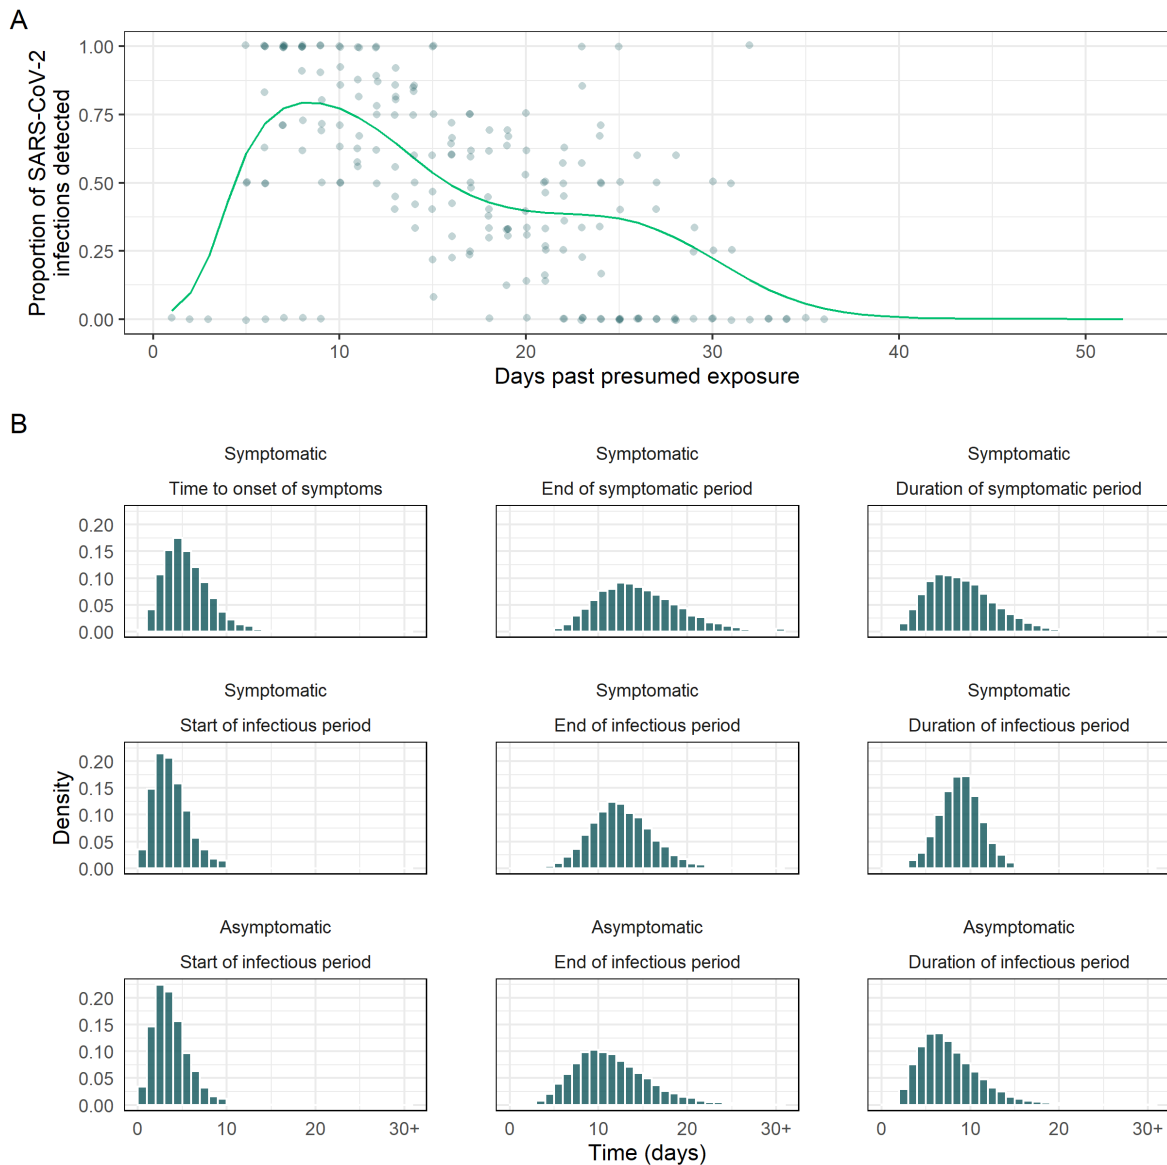 A
Proportion of SARS-CoV-2
infections detected
1.00
0.75
0.50
0.25
0.00
0 10 20 30 40 50
Days past presumed exposure
B
Symptomatic Symptomatic Symptomatic
Time to onset of symptoms End of symptomatic period Duration of symptomatic period
0.20
0.15
0.10
0.05
0.00
Symptomatic Symptomatic Symptomatic
Start of infectious period End of infectious period Duration of infectious period
Density
0.20
0.15
0.10
0.05
0.00
Asymptomatic Asymptomatic Asymptomatic
Start of infectious period End of infectious period Duration of infectious period
0.20
0.15
0.10
0.05
0.00
0 10 20 30+ 0 10 20 30+ 0 10 20 30+
Time (days)